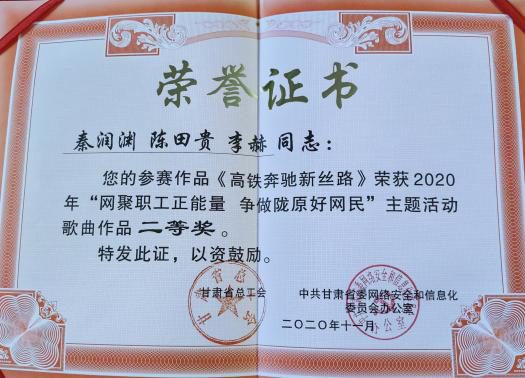 荣誉证书
秦润渊 陈田贵 李赫 同志：
您的参赛作品《高铁奔驰新丝路》荣获2020
年“网聚职工正能量 争做陇原好网民”主题活动
歌曲作品二等奖。
特发此证，以资鼓励。
甘肃省总工会
中共甘肃省委网络安全和信息化
委员会办公室
二〇二〇年十一月